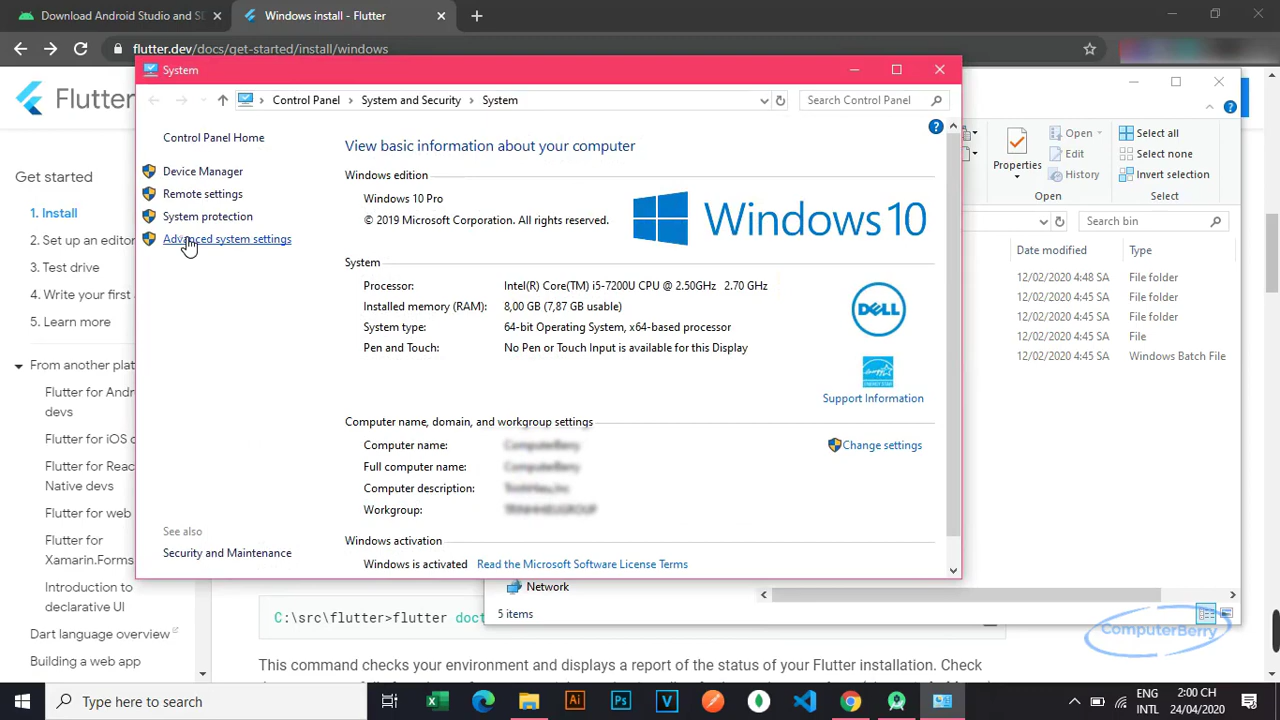 Download Android Studio and S
Windows install - Flutter
flutter.dev/docs/get-started/install/windows
Flutter
Get started
1. Install
2. Set up an editor
3. Test drive
4. Write your first
5. Learn more
From another plat
Flutter for Andr
devs
Flutter for iOS d
Flutter for Reac
Native devs
Flutter for web
Flutter for
Xamarin.Forms
Introduction to
declarative UI
Dart language overview
Building a web app
System
Control Panel
System and Security
System
Search Control Panel
Control Panel Home
Device Manager
Remote settings
System protection
Advanced system settings
See also
Security and Maintenance
View basic information about your computer
Windows edition
Windows 10 Pro
© 2019 Microsoft Corporation. All rights reserved.
Windows 10
System
Processor: Intel(R) Core(TM) i5-7200U CPU @ 2.50GHz 2.70 GHz
Installed memory (RAM): 8,00 GB (7,87 GB usable)
System type: 64-bit Operating System, x64-based processor
Pen and Touch: No Pen or Touch Input is available for this Display
DELL
Support Information
Computer name, domain, and workgroup settings
Computer name:
Full computer name:
Computer description:
Workgroup:
Change settings
Windows activation
Windows is activated Read the Microsoft Software License Terms
Properties
Open
Edit
History
Open
Select all
Select none
Invert selection
Select
Search bin
Date modified Type
12/02/2020 4:48 SA File folder
12/02/2020 4:45 SA File folder
12/02/2020 4:45 SA File folder
12/02/2020 4:45 SA File
12/02/2020 4:45 SA Windows Batch File
Network
5 items
C:\src\flutter>flutter doct
ComputerBerry
This command checks your environment and displays a report of the status of your Flutter installation. Check
Type here to search
ENG
INTL
2:00 CH
24/04/2020